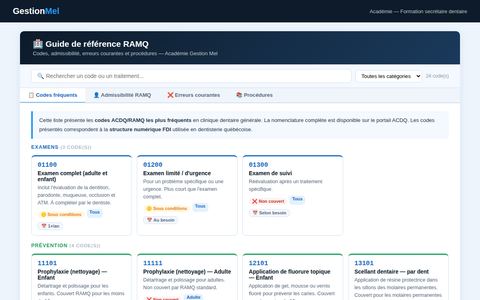 GestionMel
Académie — Formation secrétaire dentaire
🏥 Guide de référence RAMQ
Codes, admissibilité, erreurs courantes et procédures — Académie Gestion Mel
🔍 Rechercher un code ou un traitement...
Toutes les catégories
24 code(s)
📋 Codes fréquents
👤 Admissibilité RAMQ
❌ Erreurs courantes
📚 Procédures
Cette liste présente les codes ACDQ/RAMQ les plus fréquents en clinique dentaire générale. La nomenclature complète est disponible sur le portail ACDQ. Les codes
présentés correspondent à la structure numérique FDI utilisée en dentisterie québécoise.
EXAMENS (3 CODE(S))
01100
Examen complet (adulte et
enfant)
Inclut l'évaluation de la dentition,
parodonte, muqueuse, occlusion et
ATM. À compléter par le dentiste.
🟡 Sous conditions
Tous
📅 1×/an
01200
Examen limité / d'urgence
Pour un problème spécifique ou une
urgence. Plus court que l'examen
complet.
🟡 Sous conditions
Tous
📅 Au besoin
01300
Examen de suivi
Réévaluation après un traitement
spécifique.
❌ Non couvert
Tous
📅 Selon besoin
PRÉVENTION (4 CODE(S))
11101
Prophylaxie (nettoyage) —
Enfant
Détartrage et polissage pour les
enfants. Couvert RAMQ pour les moins
11111
Prophylaxie (nettoyage) — Adulte
Détartrage et polissage pour adultes.
Non couvert par RAMQ standard.
❌ Non couvert
Adulte
12101
Application de fluorure topique
— Enfant
Application de gel, mousse ou vernis
fluoré pour prévenir les caries. Couvert
13101
Scellant dentaire — par dent
Application de résine protectrice dans
les sillons des molaires permanentes.
Couvert pour les molaires permanentes